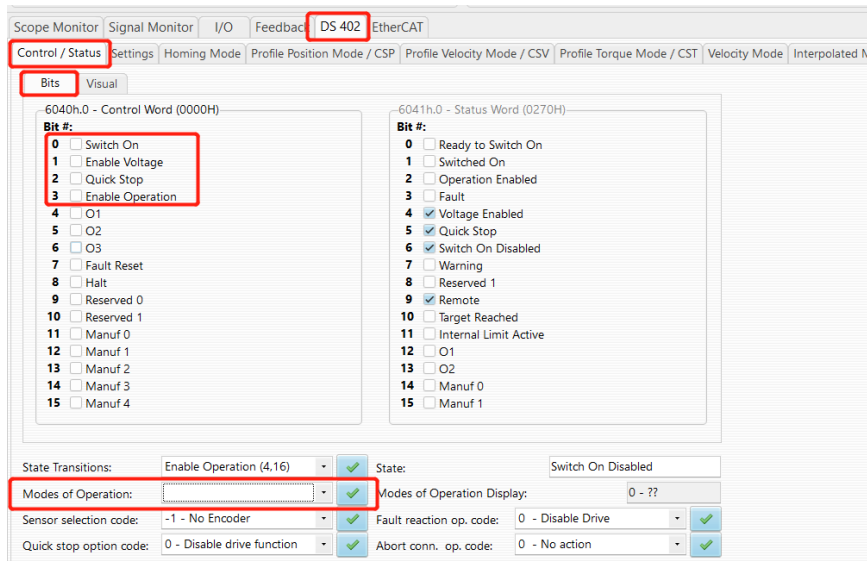 Scope Monitor Signal Monitor I/O Feedback DS 402 EtherCAT
Control / Status Settings Homing Mode Profile Position Mode / CSP Profile Velocity Mode / CSV Profile Torque Mode / CST Velocity Mode Interpolated M
Bits Visual
6040h.0 - Control Word (0000H)
Bit #:
0 Switch On
1 Enable Voltage
2 Quick Stop
3 Enable Operation
4 O1
5 O2
6 O3
7 Fault Reset
8 Halt
9 Reserved 0
10 Reserved 1
11 Manuf 0
12 Manuf 1
13 Manuf 2
14 Manuf 3
15 Manuf 4
6041h.0 - Status Word (0270H)
Bit #:
0 Ready to Switch On
1 Switched On
2 Operation Enabled
3 Fault
4 Voltage Enabled
5 Quick Stop
6 Switch On Disabled
7 Warning
8 Reserved 1
9 Remote
10 Target Reached
11 Internal Limit Active
12 O1
13 O2
14 Manuf 0
15 Manuf 1
State Transitions: Enable Operation (4,16) State: Switch On Disabled
Modes of Operation: Modes of Operation Display: 0 - ??
Sensor selection code: -1 - No Encoder Fault reaction op. code: 0 - Disable Drive
Quick stop option code: 0 - Disable drive function Abort conn. op. code: 0 - No action